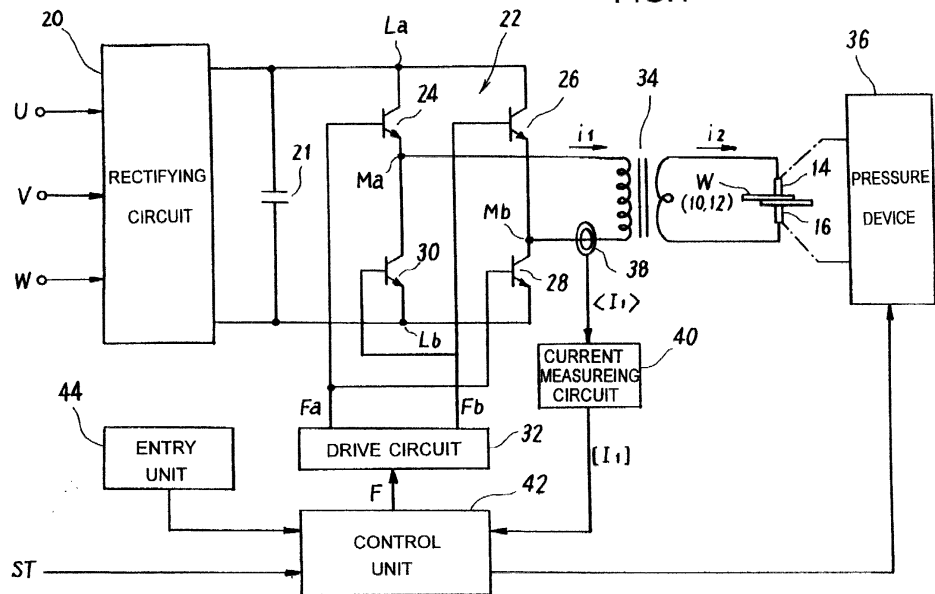 20
La
22
36
U
24
26
34
i1
i2
14
V
RECTIFYING
CIRCUIT
21
Ma
W
(10,12)
PRESSURE
DEVICE
Mb
16
W
30
28
38
<I1>
Lb
40
CURRENT
MEASUREING
CIRCUIT
44
Fa
Fb
32
ENTRY
UNIT
DRIVE CIRCUIT
[I1]
F
42
CONTROL
UNIT
ST